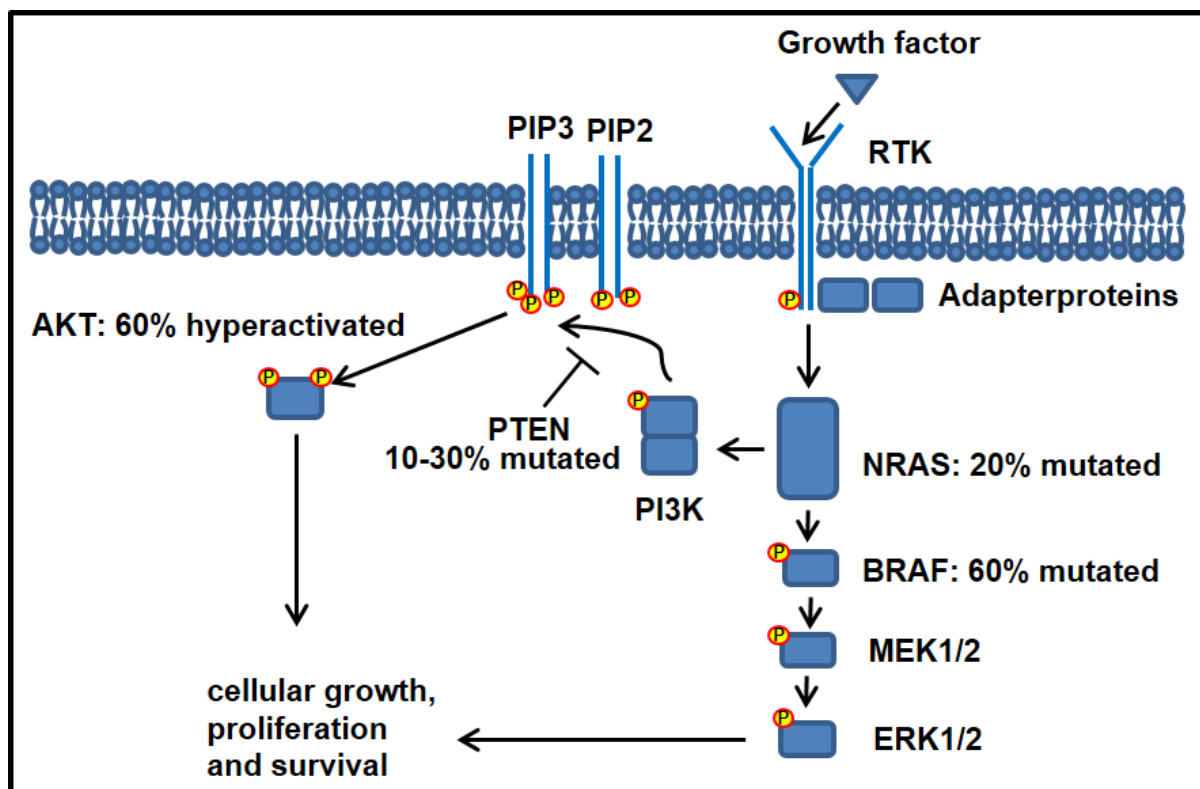 Growth factor
PIP3 PIP2
RTK
P
P
P
P
P
P
Adapterproteins
AKT: 60% hyperactivated
P
P
P
PTEN
10-30% mutated
PI3K
NRAS: 20% mutated
P
BRAF: 60% mutated
P
MEK1/2
P
ERK1/2
cellular growth,
proliferation
and survival